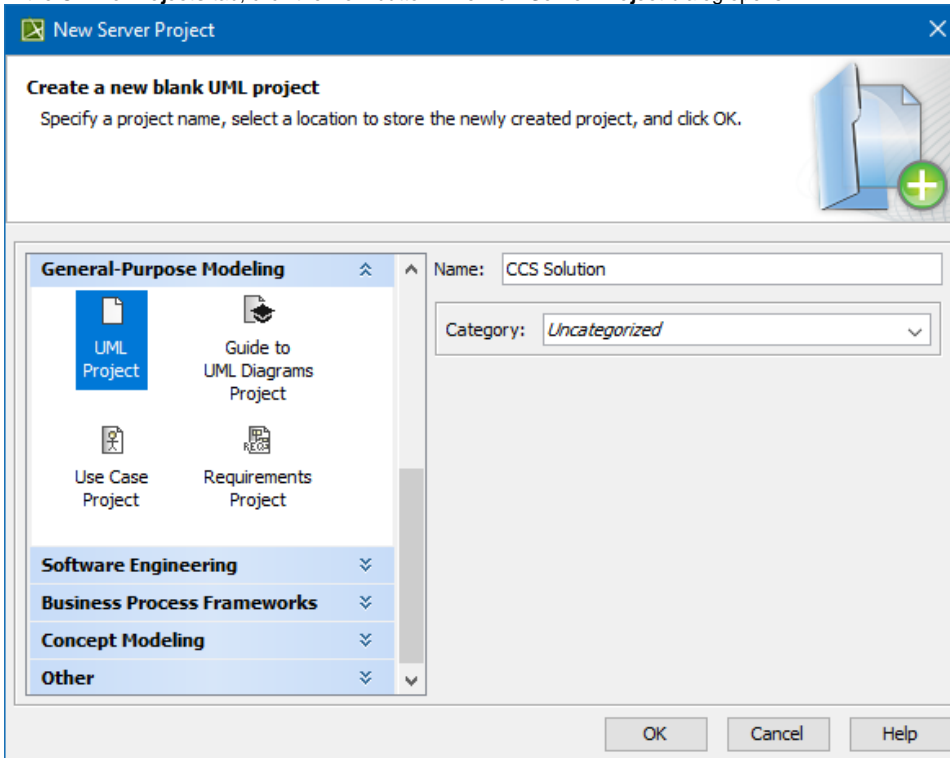 New Server Project
Create a new blank UML project
Specify a project name, select a location to store the newly created project, and click OK.
General-Purpose Modeling
UML
Project
Guide to
UML Diagrams
Project
Use Case
Project
Requirements
Project
Software Engineering
Business Process Frameworks
Concept Modeling
Other
Name: CCS Solution
Category: Uncategorized
OK Cancel Help